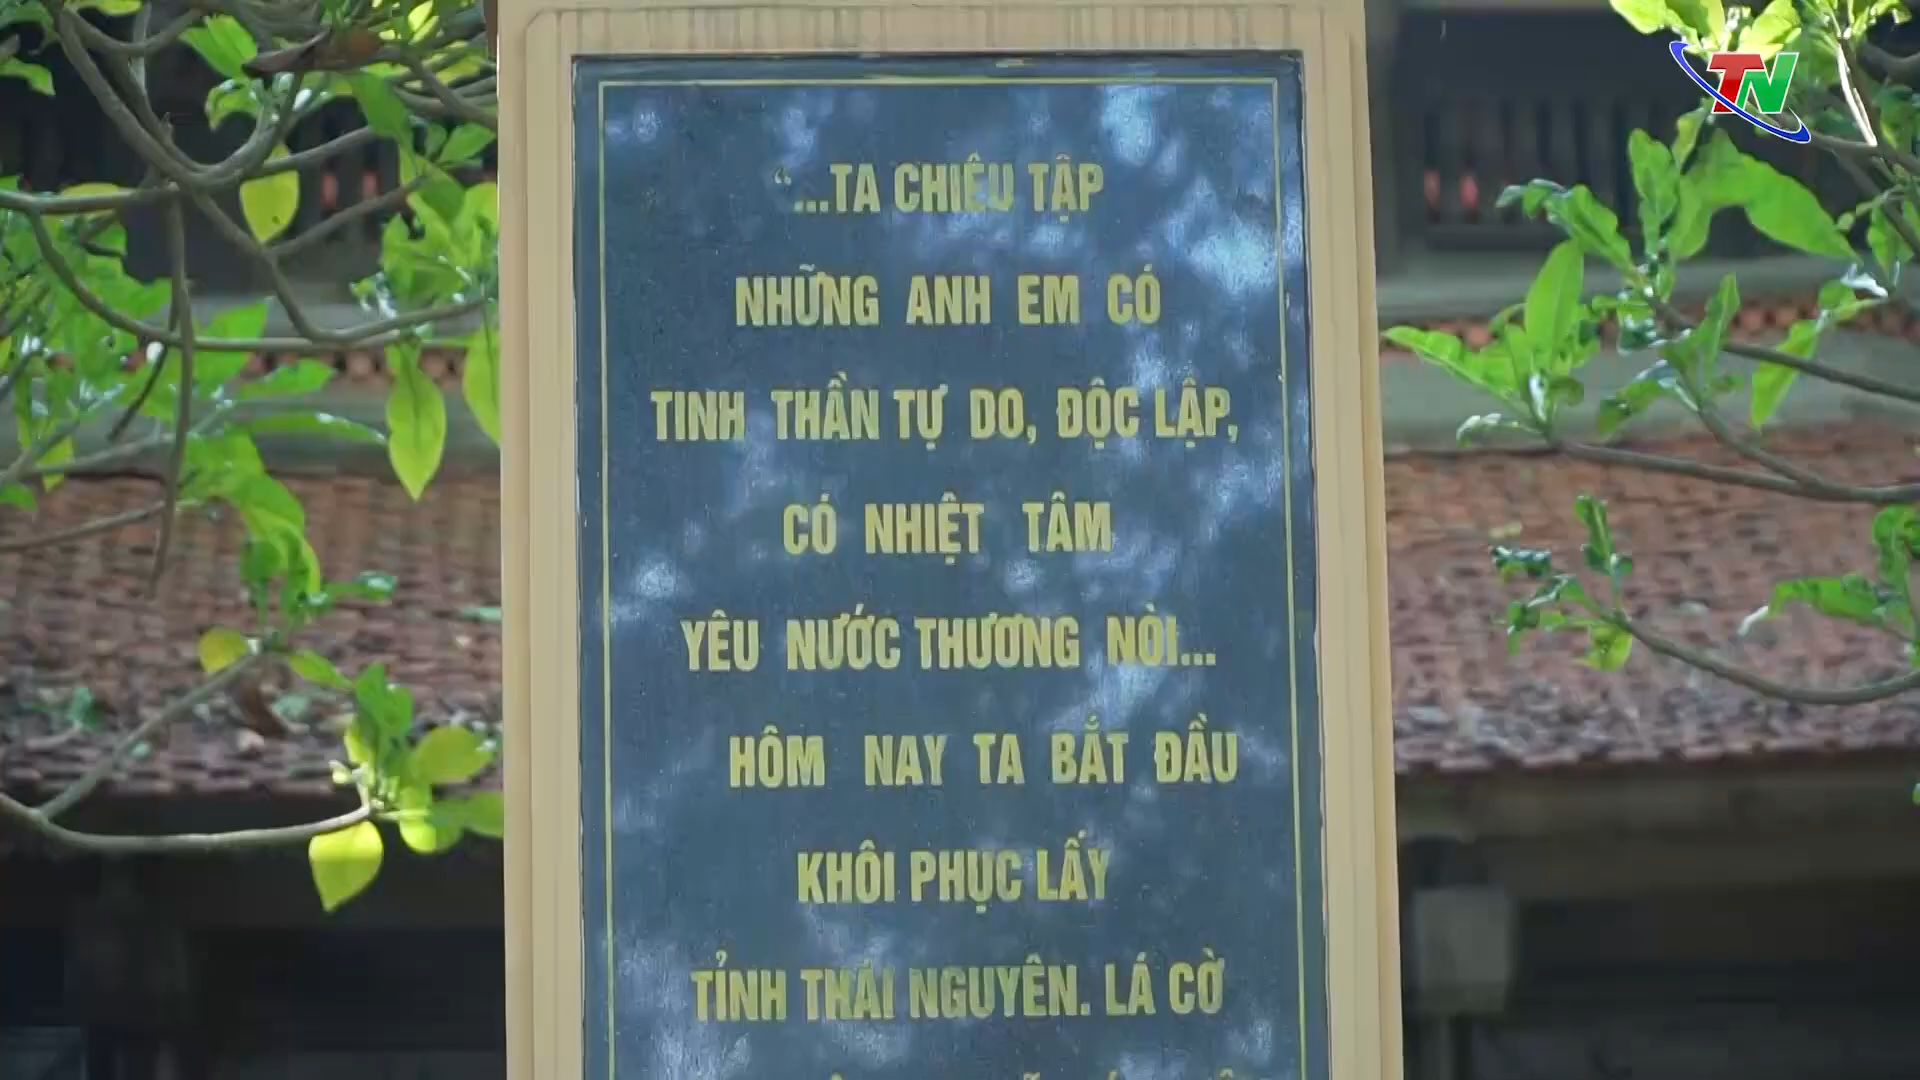 TN
"...TA CHIÊU TẬP
NHỮNG ANH EM CÓ
TINH THẦN TỰ DO, ĐỘC LẬP,
CÓ NHIỆT TÂM
YÊU NƯỚC THƯƠNG NÒI...
HÔM NAY TA BẮT ĐẦU
KHÔI PHỤC LẤY
TỈNH THÁI NGUYÊN. LÁ CỜ